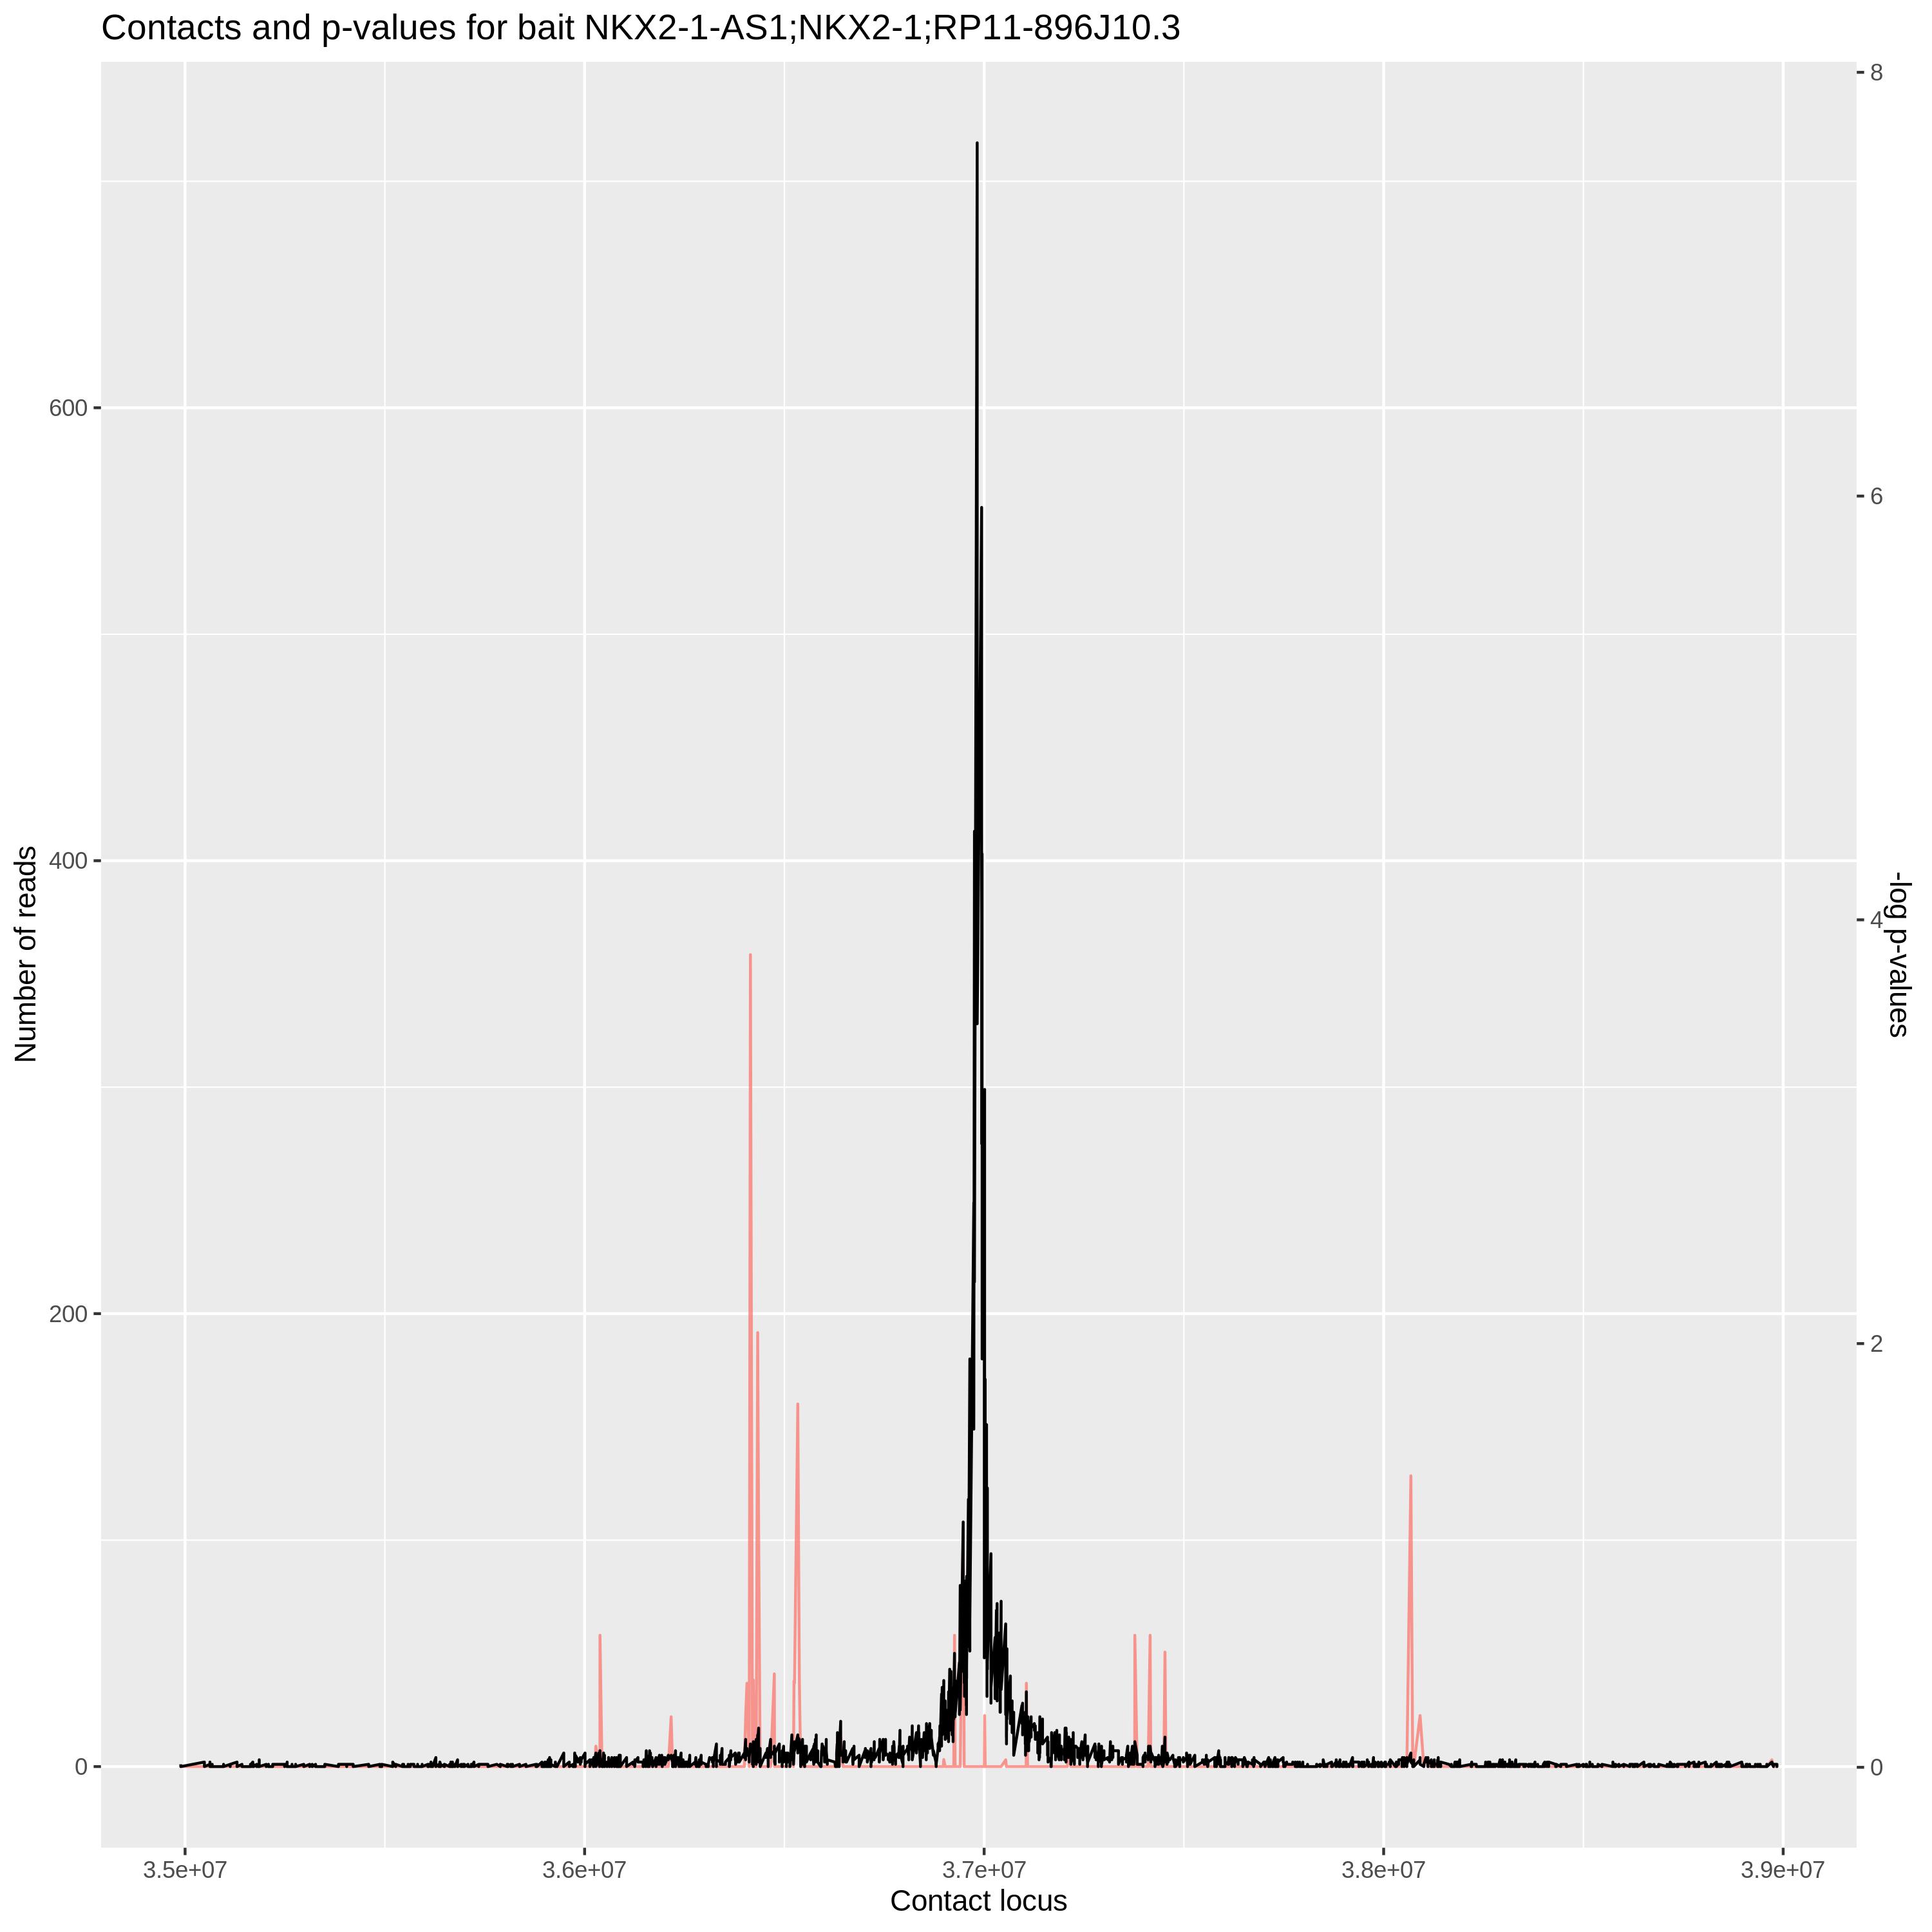 Contacts and p-values for bait NKX2-1-AS1;NKX2-1;RP11-896J10.3
8
600
6
Number of reads
400
4
-log p-values
200
2
0
0
3.5e+07
3.6e+07
3.7e+07
3.8e+07
3.9e+07
Contact locus